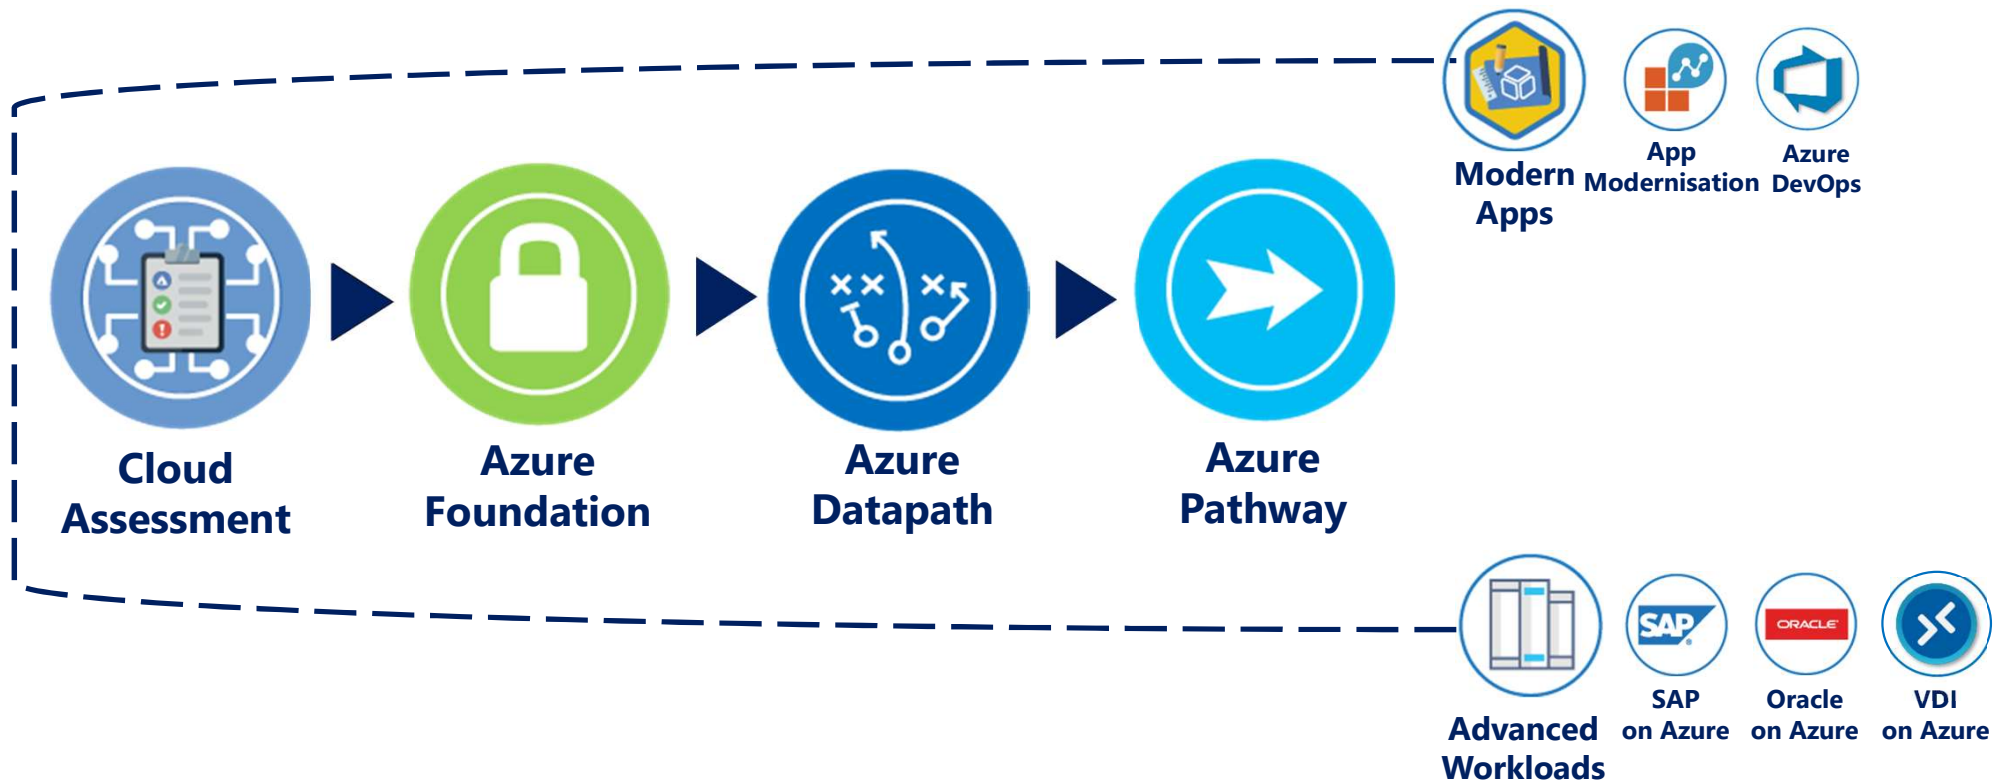 Modern
Apps
App
Modernisation
Azure
DevOps
Cloud
Assessment
Azure
Foundation
Azure
Datapath
Azure
Pathway
Advanced
Workloads
SAP
SAP
on Azure
ORACLE
Oracle
on Azure
VDI
on Azure